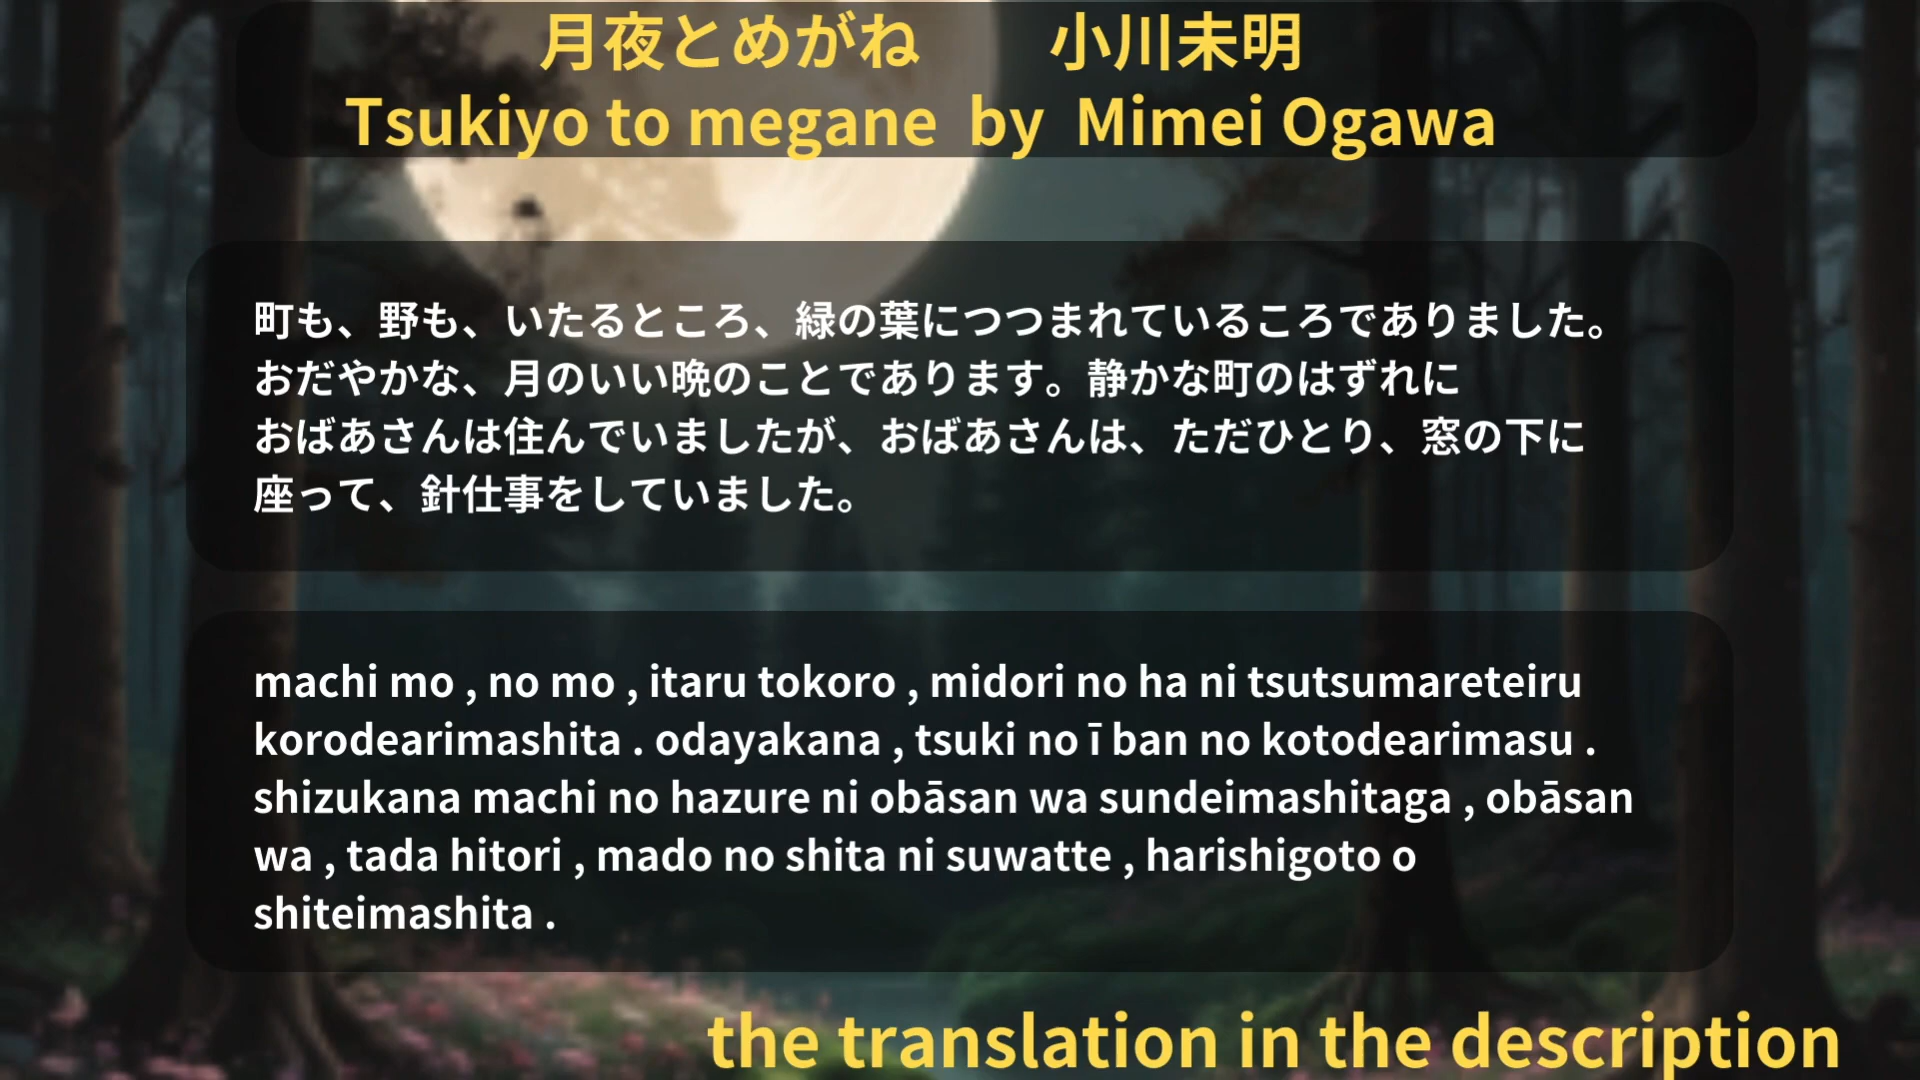 月夜とめがね 小川未明
Tsukiyo to megane by Mimei Ogawa
町も、野も、いたるところ、緑の葉につつまれているころでありました。
おだやかな、月のいい晩のことであります。静かな町のはずれに
おばあさんは住んでいましたが、おばあさんは、ただひとり、窓の下に
座って、針仕事をしていました。
machi mo , no mo , itaru tokoro , midori no ha ni tsutsumareteiru
korodearimashita . odayakana , tsuki no ī ban no kotodearimasu .
shizukana machi no hazure ni obāsan wa sundeimashitaga , obāsan
wa , tada hitori , mado no shita ni suwatte , harishigoto o
shiteimashita .
the translation in the description